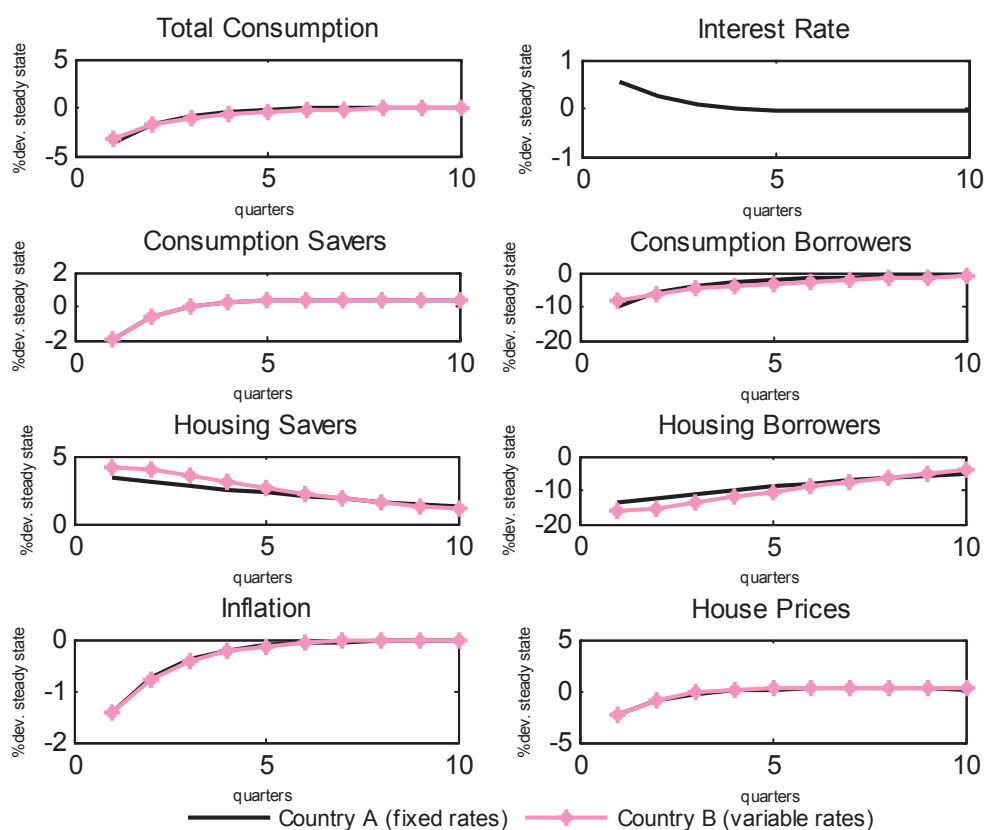 Total Consumption
Interest Rate
%dev. steady state
5
0
-5
0
5
10
quarters
1
0
-1
0
5
10
Consumption Savers
Consumption Borrowers
%dev. steady state
2
0
-2
0
5
10
quarters
%dev. steady state
0
-10
-20
0
5
10
quarters
Housing Savers
Housing Borrowers
%dev. steady state
5
0
0
5
10
quarters
%dev. steady state
0
-10
-20
0
5
10
quarters
Inflation
House Prices
%dev. steady state
0
-1
-2
0
5
10
quarters
%dev. steady state
5
0
-5
0
5
10
quarters
Country A (fixed rates)
Country B (variable rates)